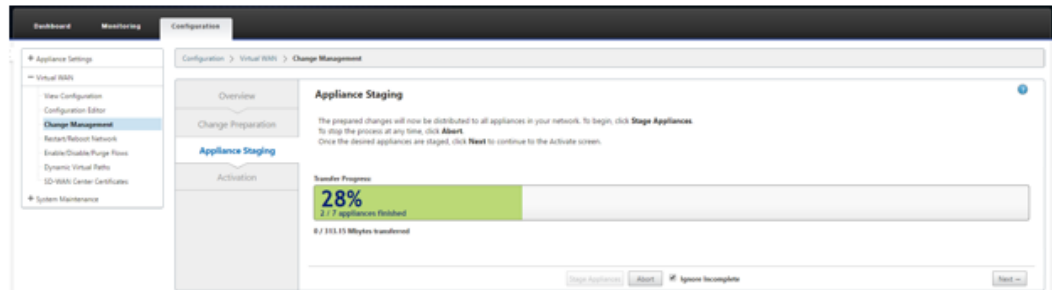 Dashboard Monitoring Configuration
+ Appliance Settings
− Virtual WAN
View Configuration
Configuration Editor
Change Management
Restart/Reboot Network
Enable/Disable/Purge Flows
Dynamic Virtual Paths
SD-WAN Center Certificates
+ System Maintenance
Configuration > Virtual WAN > Change Management
Overview
Change Preparation
Appliance Staging
Activation
Appliance Staging
?
The prepared changes will now be distributed to all appliances in your network. To begin, click Stage Appliances.
To stop the process at any time, click Abort.
Once the desired appliances are staged, click Next to continue to the Activate screen.
Transfer Progress:
28%
2 / 7 appliances finished
0 / 313.15 Mbytes transferred
Stage Appliances Abort Ignore Incomplete Next →